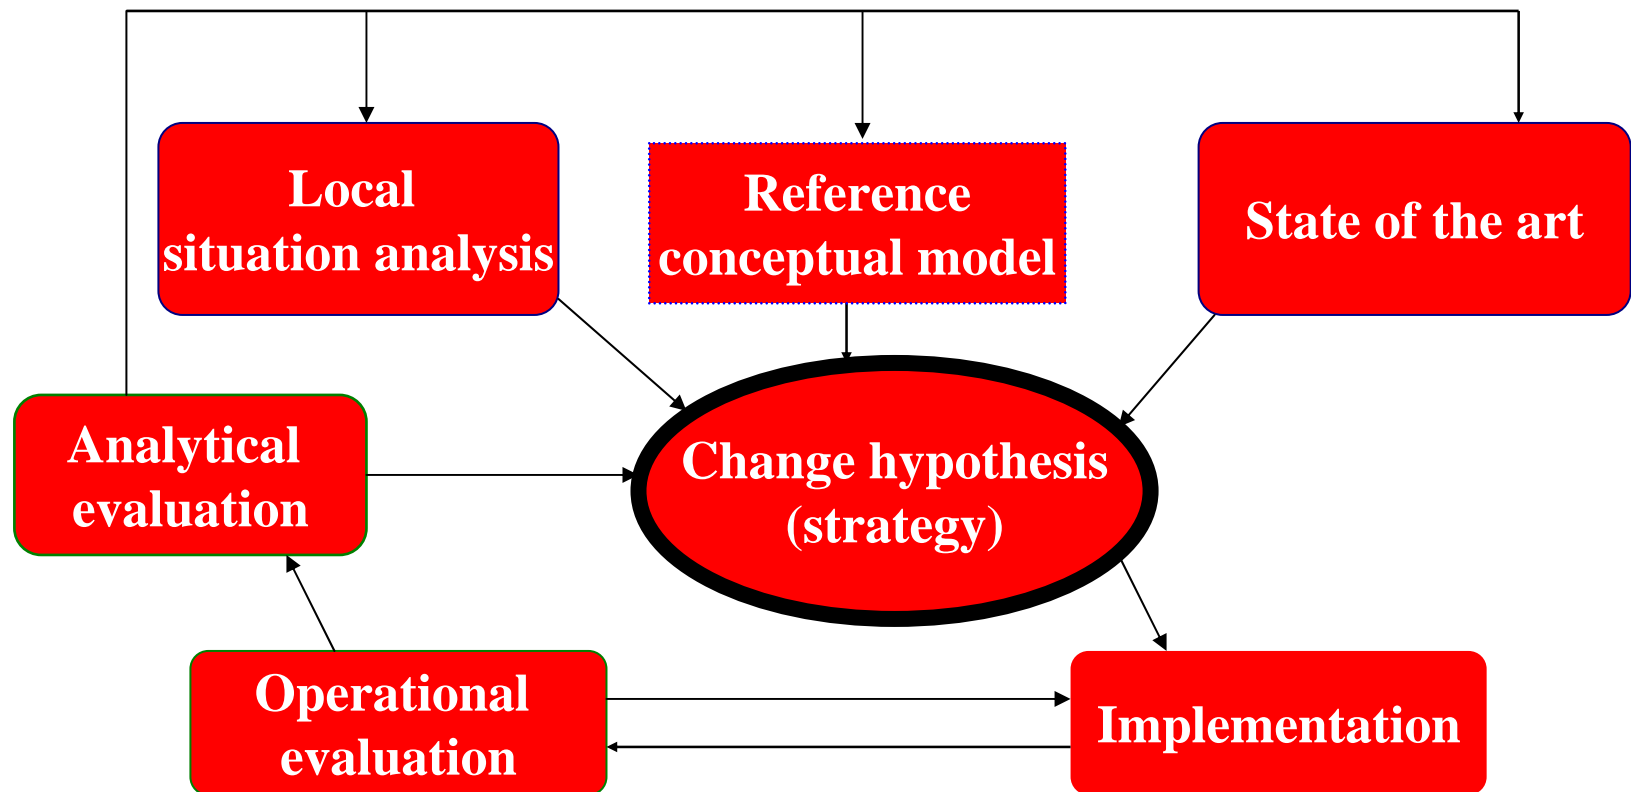 Local
situation analysis
Reference
conceptual model
State of the art
Analytical
evaluation
Change hypothesis
(strategy)
Operational
evaluation
Implementation